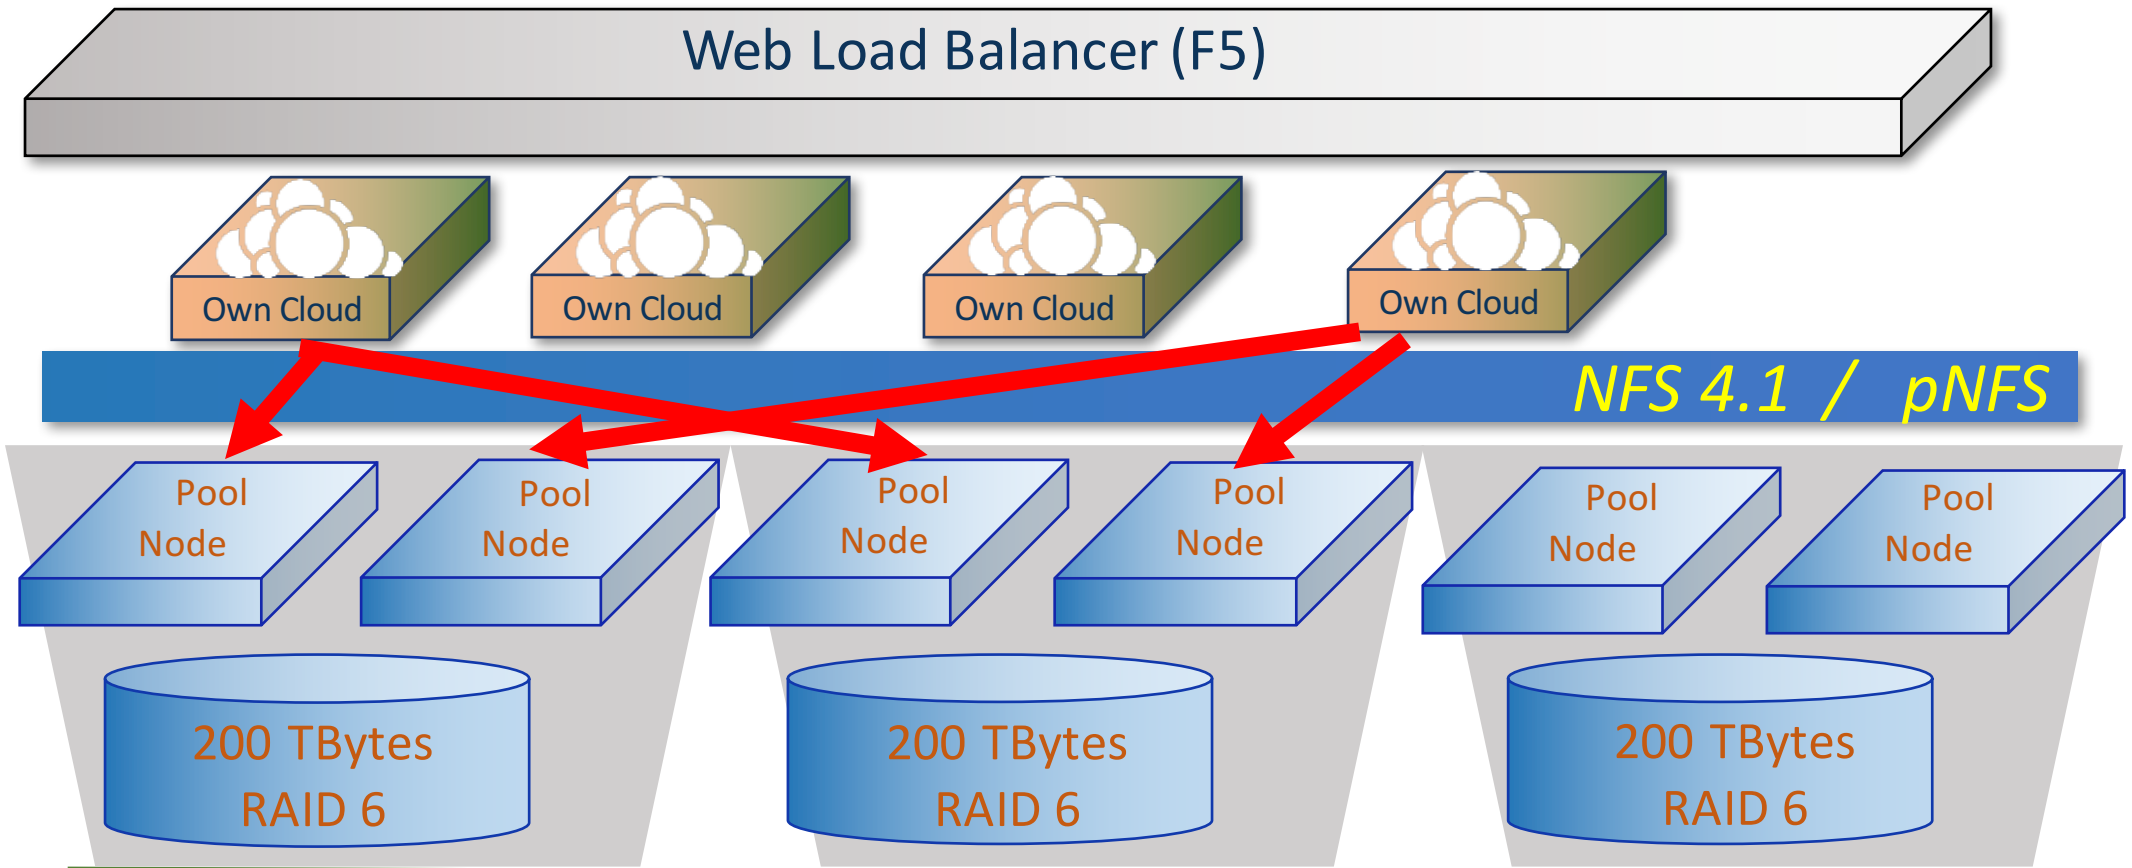 Web Load Balancer (F5)
Own Cloud
Own Cloud
Own Cloud
Own Cloud
NFS 4.1 / pNFS
Pool
Node
Pool
Node
Pool
Node
Pool
Node
Pool
Node
Pool
Node
200 TBytes
RAID 6
200 TBytes
RAID 6
200 TBytes
RAID 6